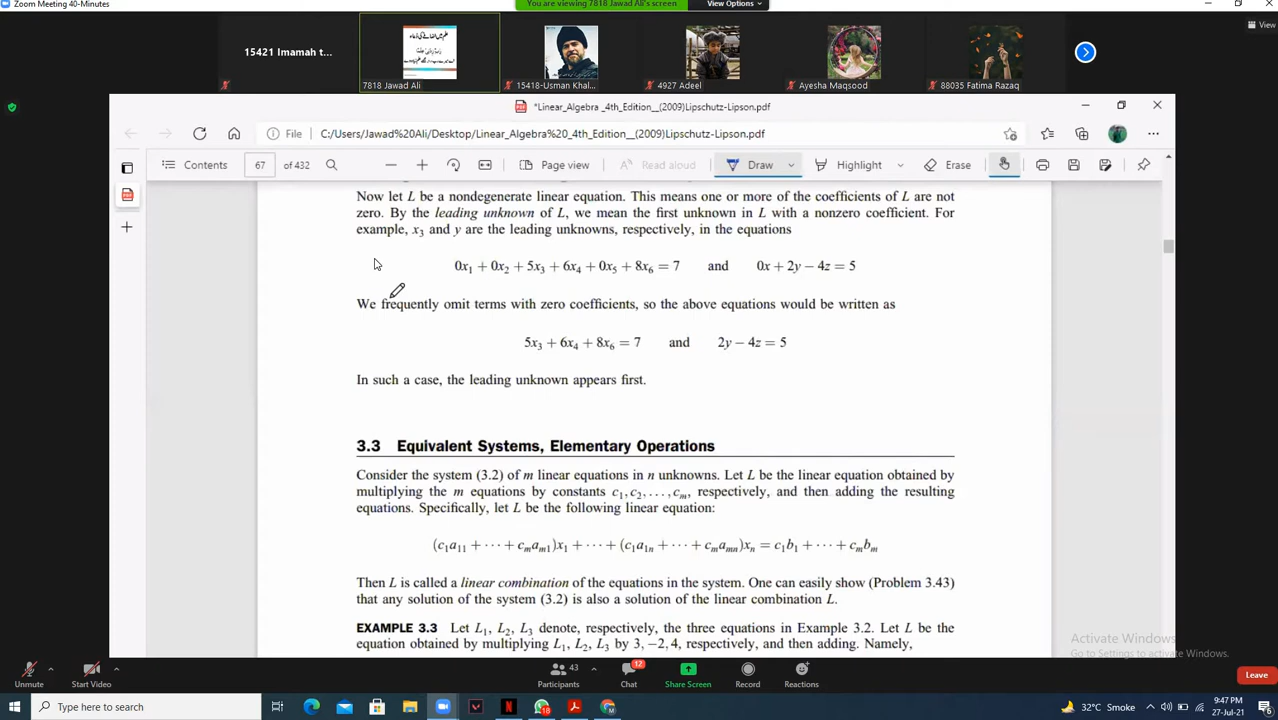 Zoom Meeting 40-Minutes
You are viewing 7818 Jawad Ali's screen
View Options
View
15421 Imamah t...
7818 Jawad Ali
15418-Usman Khal...
4927 Adeel
Ayesha Maqsood
88035 Fatima Razaq
*Linear_Algebra _4th_Edition__(2009)Lipschutz-Lipson.pdf
File C:/Users/Jawad%20Ali/Desktop/Linear_Algebra%20_4th_Edition__(2009)Lipschutz-Lipson.pdf
Contents 67 of 432 Page view Read aloud Draw Highlight Erase
Now let L be a nondegenerate linear equation. This means one or more of the coefficients of L are not
zero. By the leading unknown of L, we mean the first unknown in L with a nonzero coefficient. For
example, x₃ and y are the leading unknowns, respectively, in the equations
0x₁ + 0x₂ + 5x₃ + 6x₄ + 0x₅ + 8x₆ = 7 and 0x + 2y − 4z = 5
We frequently omit terms with zero coefficients, so the above equations would be written as
5x₃ + 6x₄ + 8x₆ = 7 and 2y − 4z = 5
In such a case, the leading unknown appears first.
3.3 Equivalent Systems, Elementary Operations
Consider the system (3.2) of m linear equations in n unknowns. Let L be the linear equation obtained by
multiplying the m equations by constants c₁, c₂, . . . , cₘ, respectively, and then adding the resulting
equations. Specifically, let L be the following linear equation:
(c₁a₁₁ + ··· + cₘaₘ₁)x₁ + ··· + (c₁a₁ₙ + ··· + cₘaₘₙ)xₙ = c₁b₁ + ··· + cₘbₘ
Then L is called a linear combination of the equations in the system. One can easily show (Problem 3.43)
that any solution of the system (3.2) is also a solution of the linear combination L.
EXAMPLE 3.3 Let L₁, L₂, L₃ denote, respectively, the three equations in Example 3.2. Let L be the
equation obtained by multiplying L₁, L₂, L₃ by 3, −2, 4, respectively, and then adding. Namely,
Activate Windows
Go to Settings to activate Windows.
43
12
Unmute Start Video Participants Chat Share Screen Record Reactions Leave
Type here to search
18
32°C Smoke
9:47 PM
27-Jul-21
6